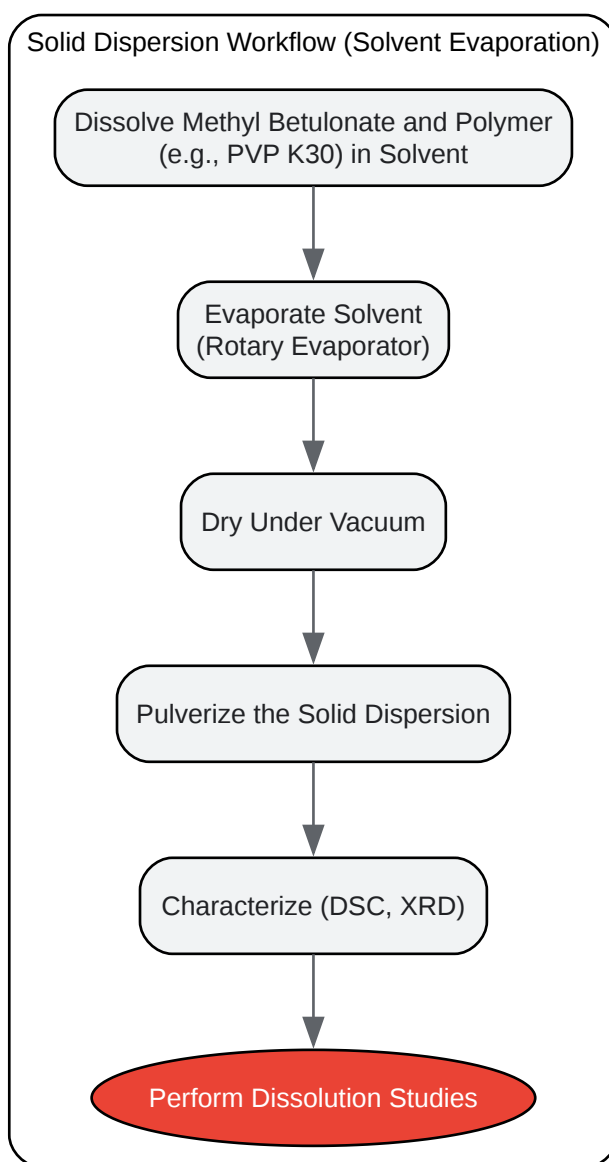 Solid Dispersion Workflow (Solvent Evaporation)
Dissolve Methyl Betulonate and Polymer
(e.g., PVP K30) in Solvent
Evaporate Solvent
(Rotary Evaporator)
Dry Under Vacuum
Pulverize the Solid Dispersion
Characterize (DSC, XRD)
Perform Dissolution Studies